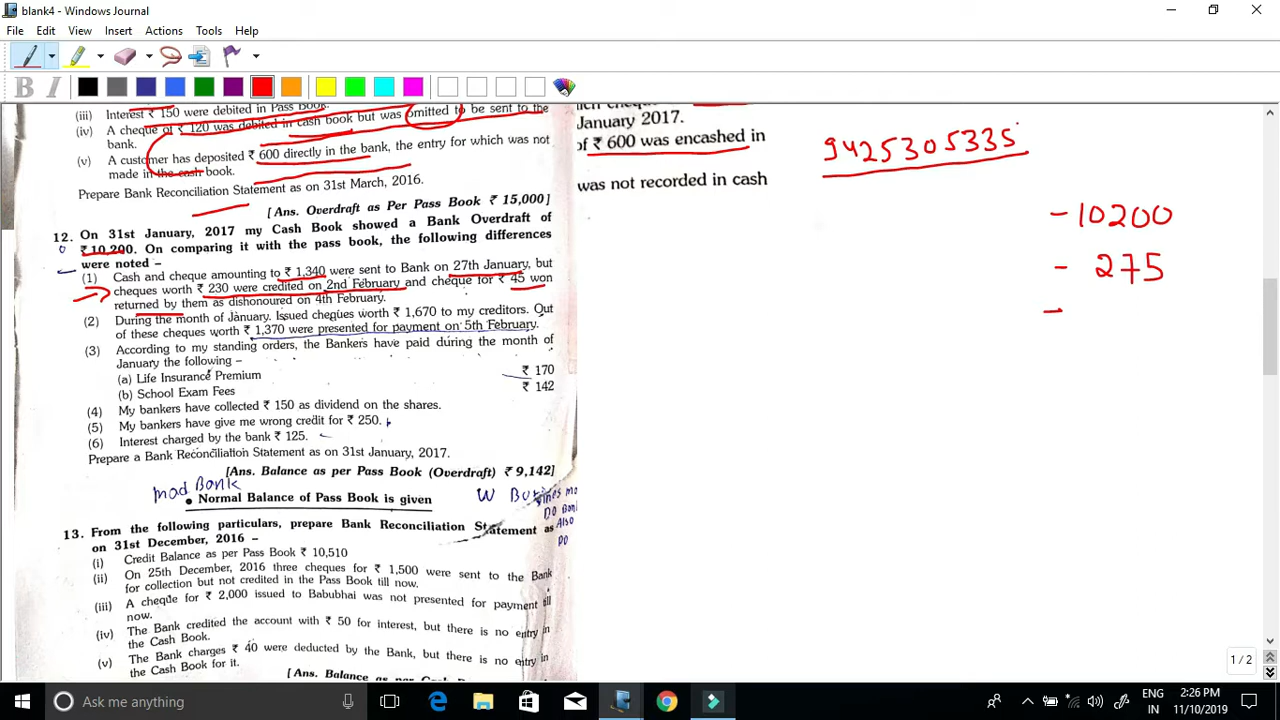 blank4 - Windows Journal
File Edit View Insert Actions Tools Help
B I
(iii) Interest ₹ 150 were debited in Pass Book.
(iv) A cheque of ₹ 120 was debited in cash book but was omitted to be sent to the
bank.
(v) A customer has deposited ₹ 600 directly in the bank, the entry for which was not
made in the cash book.
Prepare Bank Reconciliation Statement as on 31st March, 2016.
[Ans. Overdraft as Per Pass Book ₹ 15,000]
12. On 31st January, 2017 my Cash Book showed a Bank Overdraft of
₹ 10,200. On comparing it with the pass book, the following differences
were noted –
(1) Cash and cheque amounting to ₹ 1,340 were sent to Bank on 27th January, but
cheques worth ₹ 230 were credited on 2nd February and cheque for ₹ 45 won
returned by them as dishonoured on 4th February.
(2) During the month of January. Issued cheques worth ₹ 1,670 to my creditors. Out
of these cheques worth ₹ 1,370 were presented for payment on 5th February.
(3) According to my standing orders, the Bankers have paid during the month of
January the following –
(a) Life Insurance Premium ₹ 170
(b) School Exam Fees ₹ 142
(4) My bankers have collected ₹ 150 as dividend on the shares.
(5) My bankers have give me wrong credit for ₹ 250.
(6) Interest charged by the bank ₹ 125.
Prepare a Bank Reconciliation Statement as on 31st January, 2017.
[Ans. Balance as per Pass Book (Overdraft) ₹ 9,142]
Bank
• Normal Balance of Pass Book is given
13. From the following particulars, prepare Bank Reconciliation Statement as
on 31st December, 2016 –
(i) Credit Balance as per Pass Book ₹ 10,510
(ii) On 25th December, 2016 three cheques for ₹ 1,500 were sent to the Bank
for collection but not credited in the Pass Book till now.
(iii) A cheque for ₹ 2,000 issued to Babubhai was not presented for payment till
now.
(iv) The Bank credited the account with ₹ 50 for interest, but there is no entry in
the Cash Book.
(v) The Bank charges ₹ 40 were deducted by the Bank, but there is no entry in
the Cash Book for it.
January 2017.
of ₹ 600 was encashed in
was not recorded in cash
9425305335
-10200
- 275
-
1 / 2
Ask me anything
ENG
IN
2:26 PM
11/10/2019